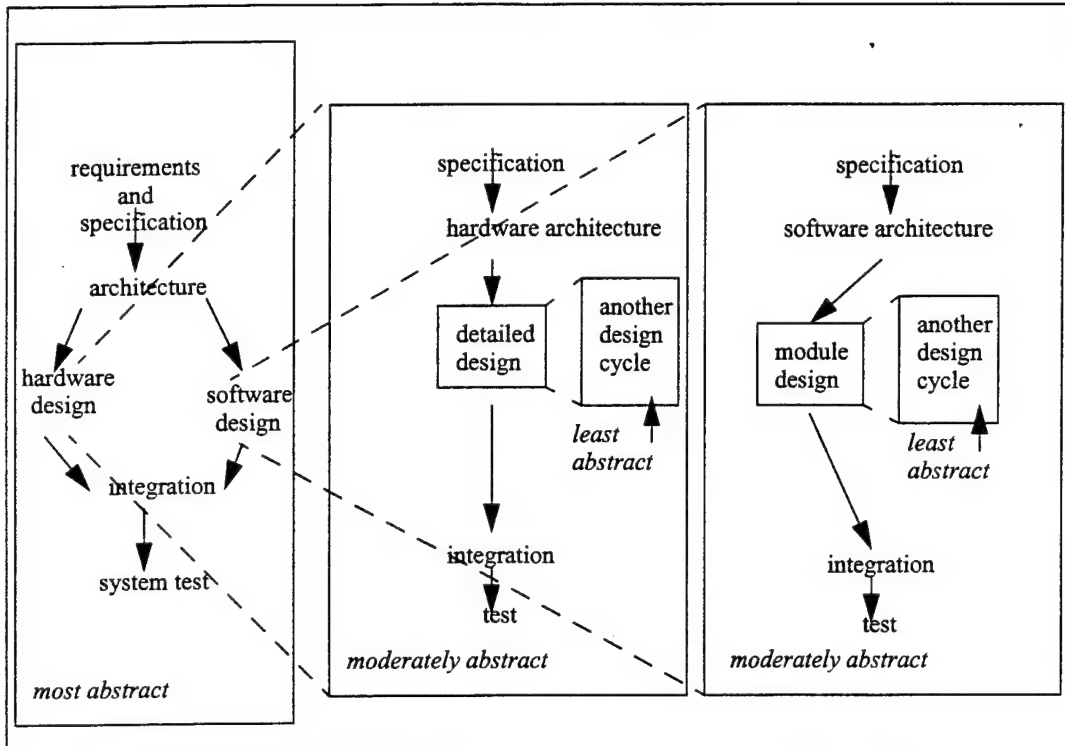 requirements
and
specification
architecture
hardware
design
software
design
integration
system test
most abstract
specification
hardware architecture
detailed
design
another
design
cycle
least
abstract
integration
test
moderately abstract
specification
software architecture
module
design
another
design
cycle
least
abstract
integration
test
moderately abstract